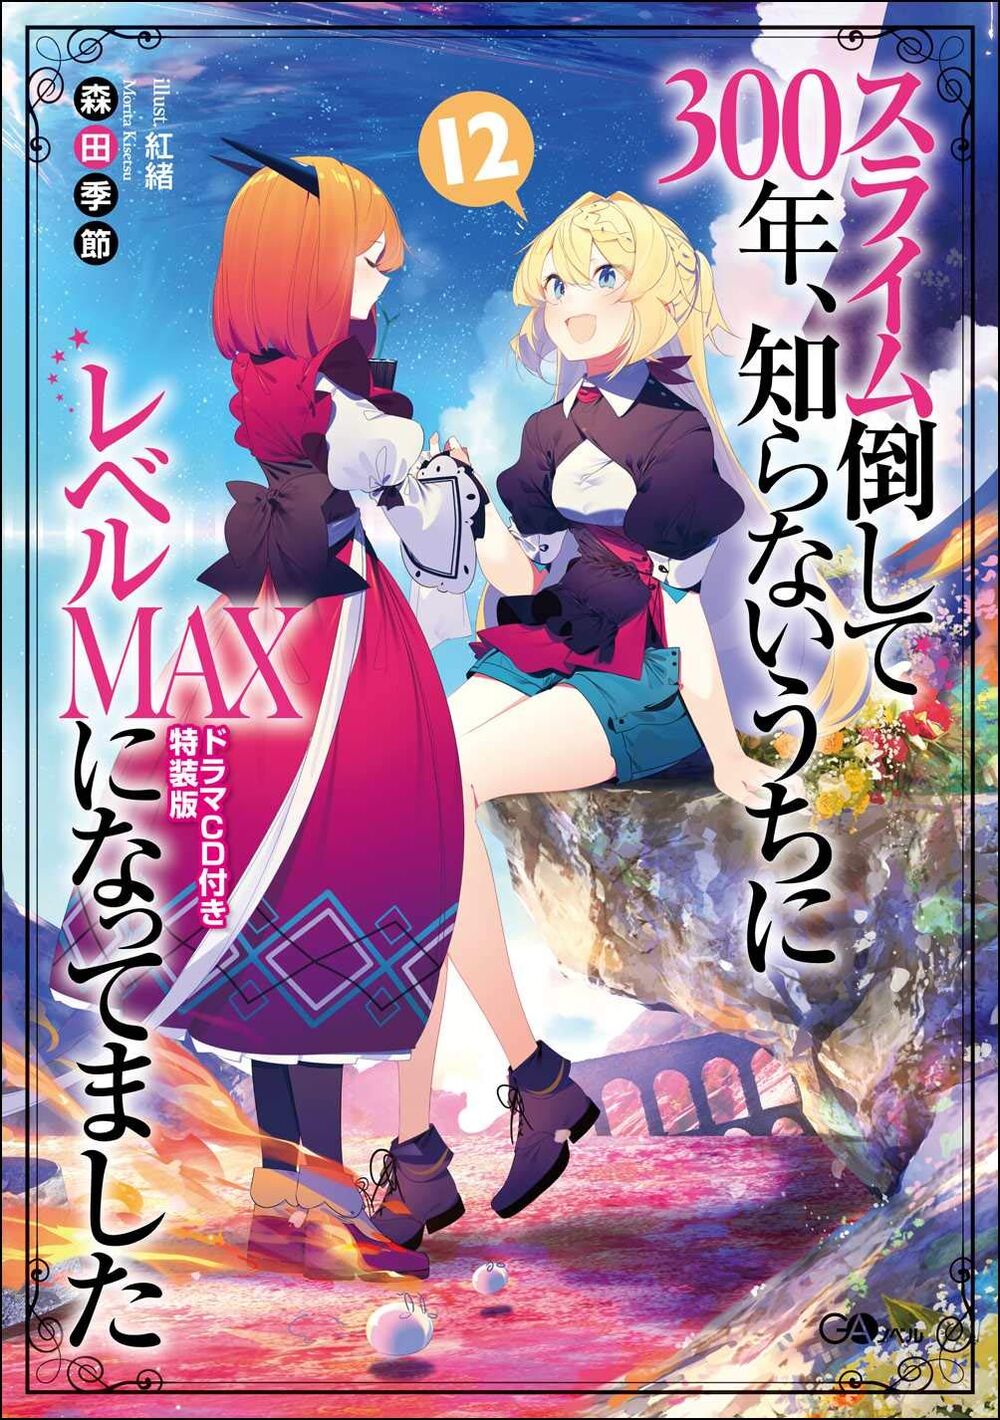 スライム倒して
300年、知らないうちに
レベルMAXになってました
ドラマCD付き
特装版
12
illust. 紅緒
Morita Kisetsu
森田季節
GAノベル